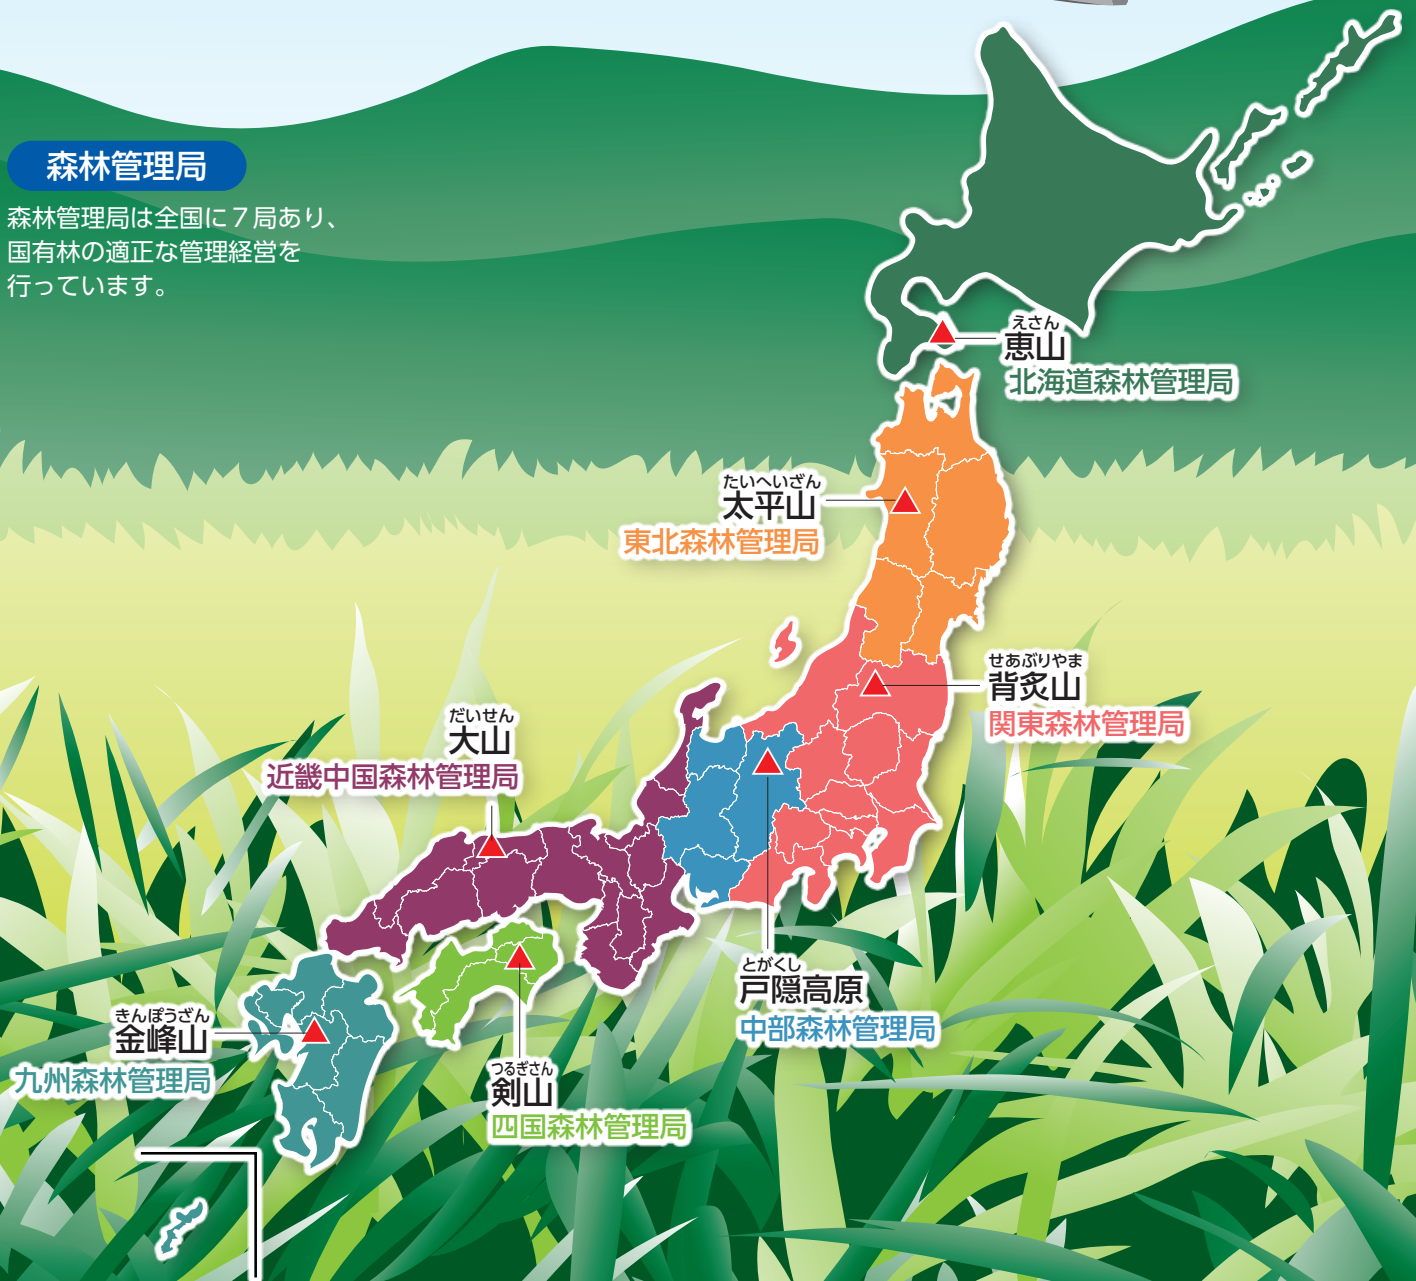 森林管理局
森林管理局は全国に７局あり、
国有林の適正な管理経営を
行っています。
えさん
恵山
北海道森林管理局
たいへいざん
太平山
東北森林管理局
せあぶりやま
背炙山
関東森林管理局
だいせん
大山
近畿中国森林管理局
とがくし
戸隠高原
中部森林管理局
きんぽうざん
金峰山
九州森林管理局
つるぎさん
剣山
四国森林管理局